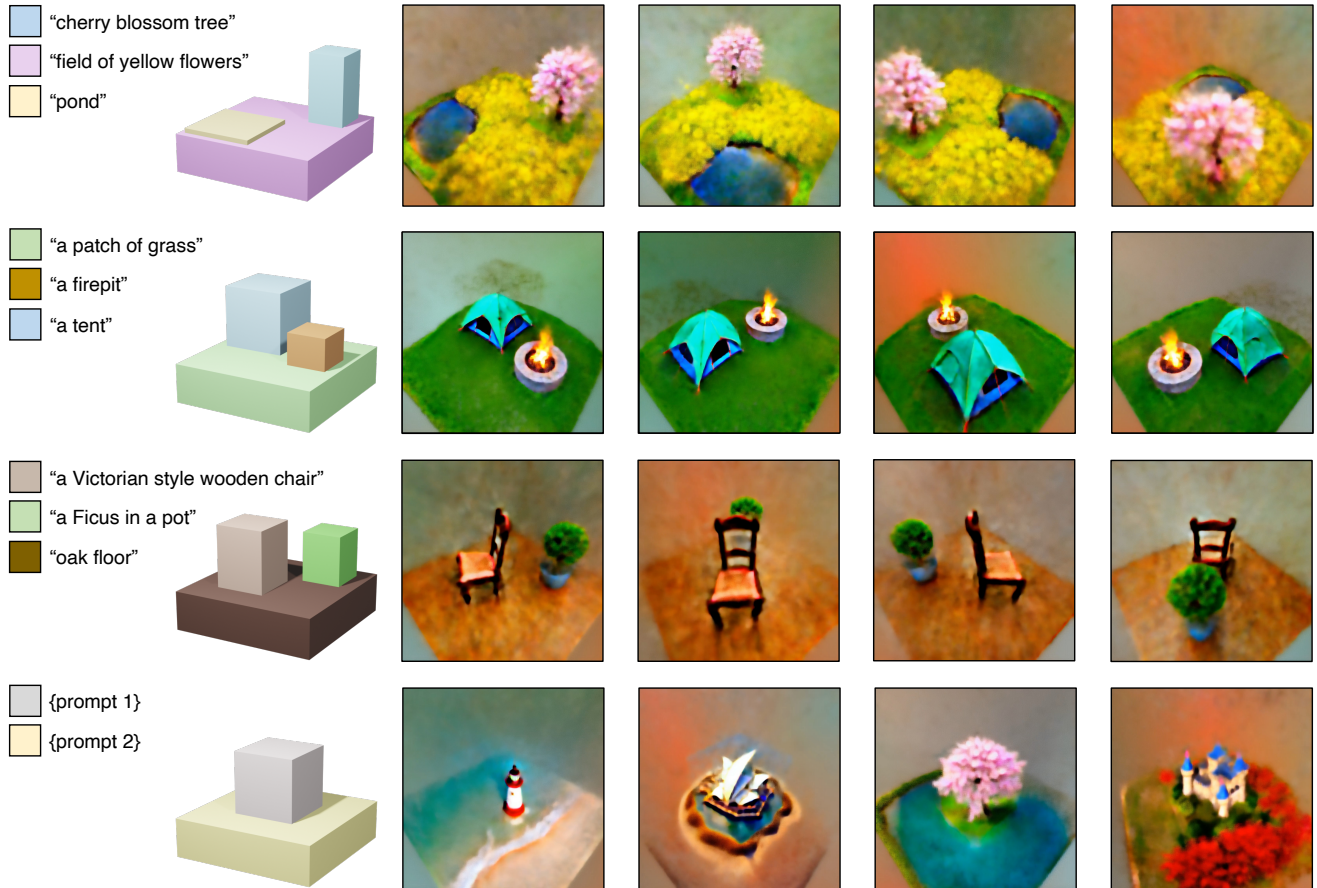 “cherry blossom tree”
“field of yellow flowers”
“pond”
“a patch of grass”
“a firepit”
“a tent”
“a Victorian style wooden chair”
“a Ficus in a pot”
“oak floor”
{prompt 1}
{prompt 2}